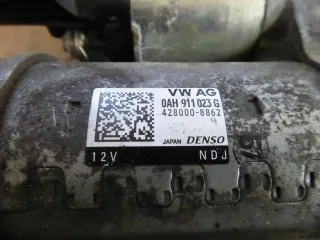 VW AG
0AH 911 023 G
428000-8862
JAPAN DENSO
12V NDJ